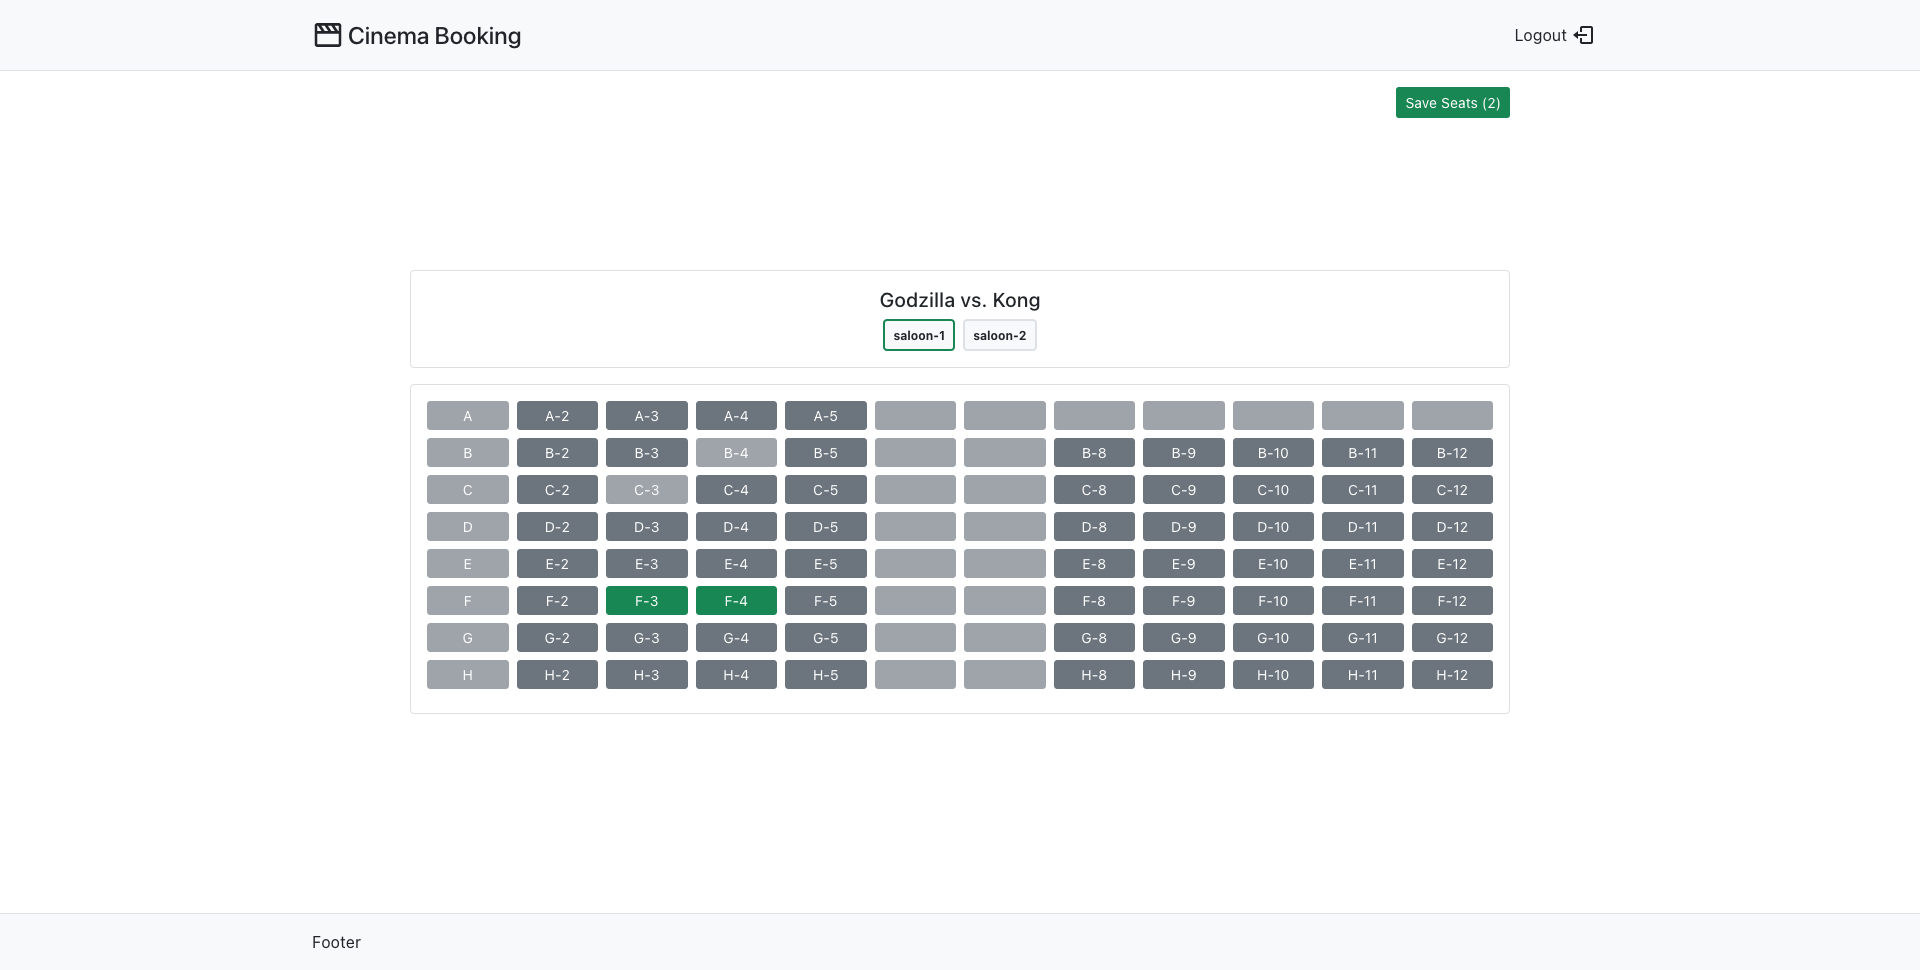 Cinema Booking Logout
Save Seats (2)
Godzilla vs. Kong
saloon-1 saloon-2
A A-2 A-3 A-4 A-5
B B-2 B-3 B-4 B-5 B-8 B-9 B-10 B-11 B-12
C C-2 C-3 C-4 C-5 C-8 C-9 C-10 C-11 C-12
D D-2 D-3 D-4 D-5 D-8 D-9 D-10 D-11 D-12
E E-2 E-3 E-4 E-5 E-8 E-9 E-10 E-11 E-12
F F-2 F-3 F-4 F-5 F-8 F-9 F-10 F-11 F-12
G G-2 G-3 G-4 G-5 G-8 G-9 G-10 G-11 G-12
H H-2 H-3 H-4 H-5 H-8 H-9 H-10 H-11 H-12
Footer